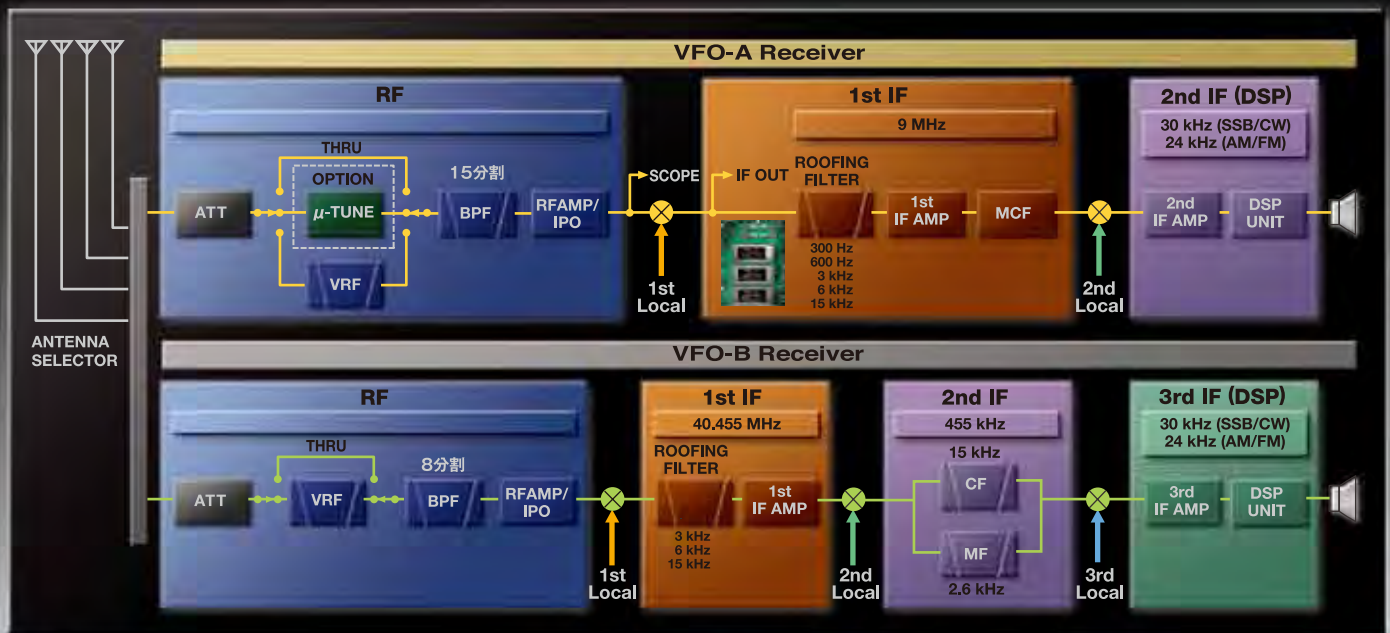 VFO-A Receiver
RF
1st IF
9 MHz
2nd IF (DSP)
30 kHz (SSB/CW)
24 kHz (AM/FM)
THRU
OPTION
μ-TUNE
ATT
VRF
15分割
BPF
RFAMP/
IPO
SCOPE
1st
Local
IF OUT
ROOFING
FILTER
300 Hz
600 Hz
3 kHz
6 kHz
15 kHz
1st
IF AMP
MCF
2nd
Local
2nd
IF AMP
DSP
UNIT
ANTENNA
SELECTOR
VFO-B Receiver
RF
1st IF
40.455 MHz
2nd IF
455 kHz
3rd IF (DSP)
30 kHz (SSB/CW)
24 kHz (AM/FM)
THRU
ATT
VRF
8分割
BPF
RFAMP/
IPO
1st
Local
ROOFING
FILTER
3 kHz
6 kHz
15 kHz
1st
IF AMP
2nd
Local
15 kHz
CF
MF
2.6 kHz
3rd
Local
3rd
IF AMP
DSP
UNIT